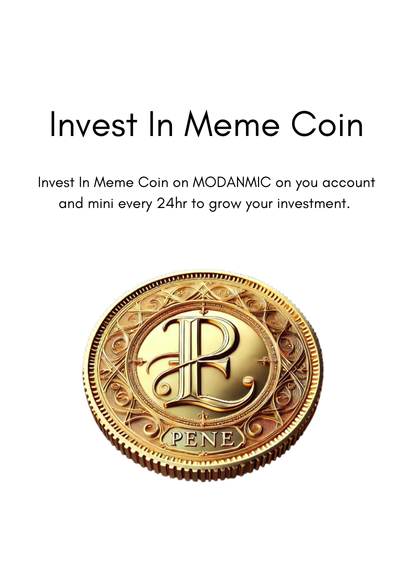 Invest In Meme Coin
Invest In Meme Coin on MODANMIC on you account
and mini every 24hr to grow your investment.
PENE